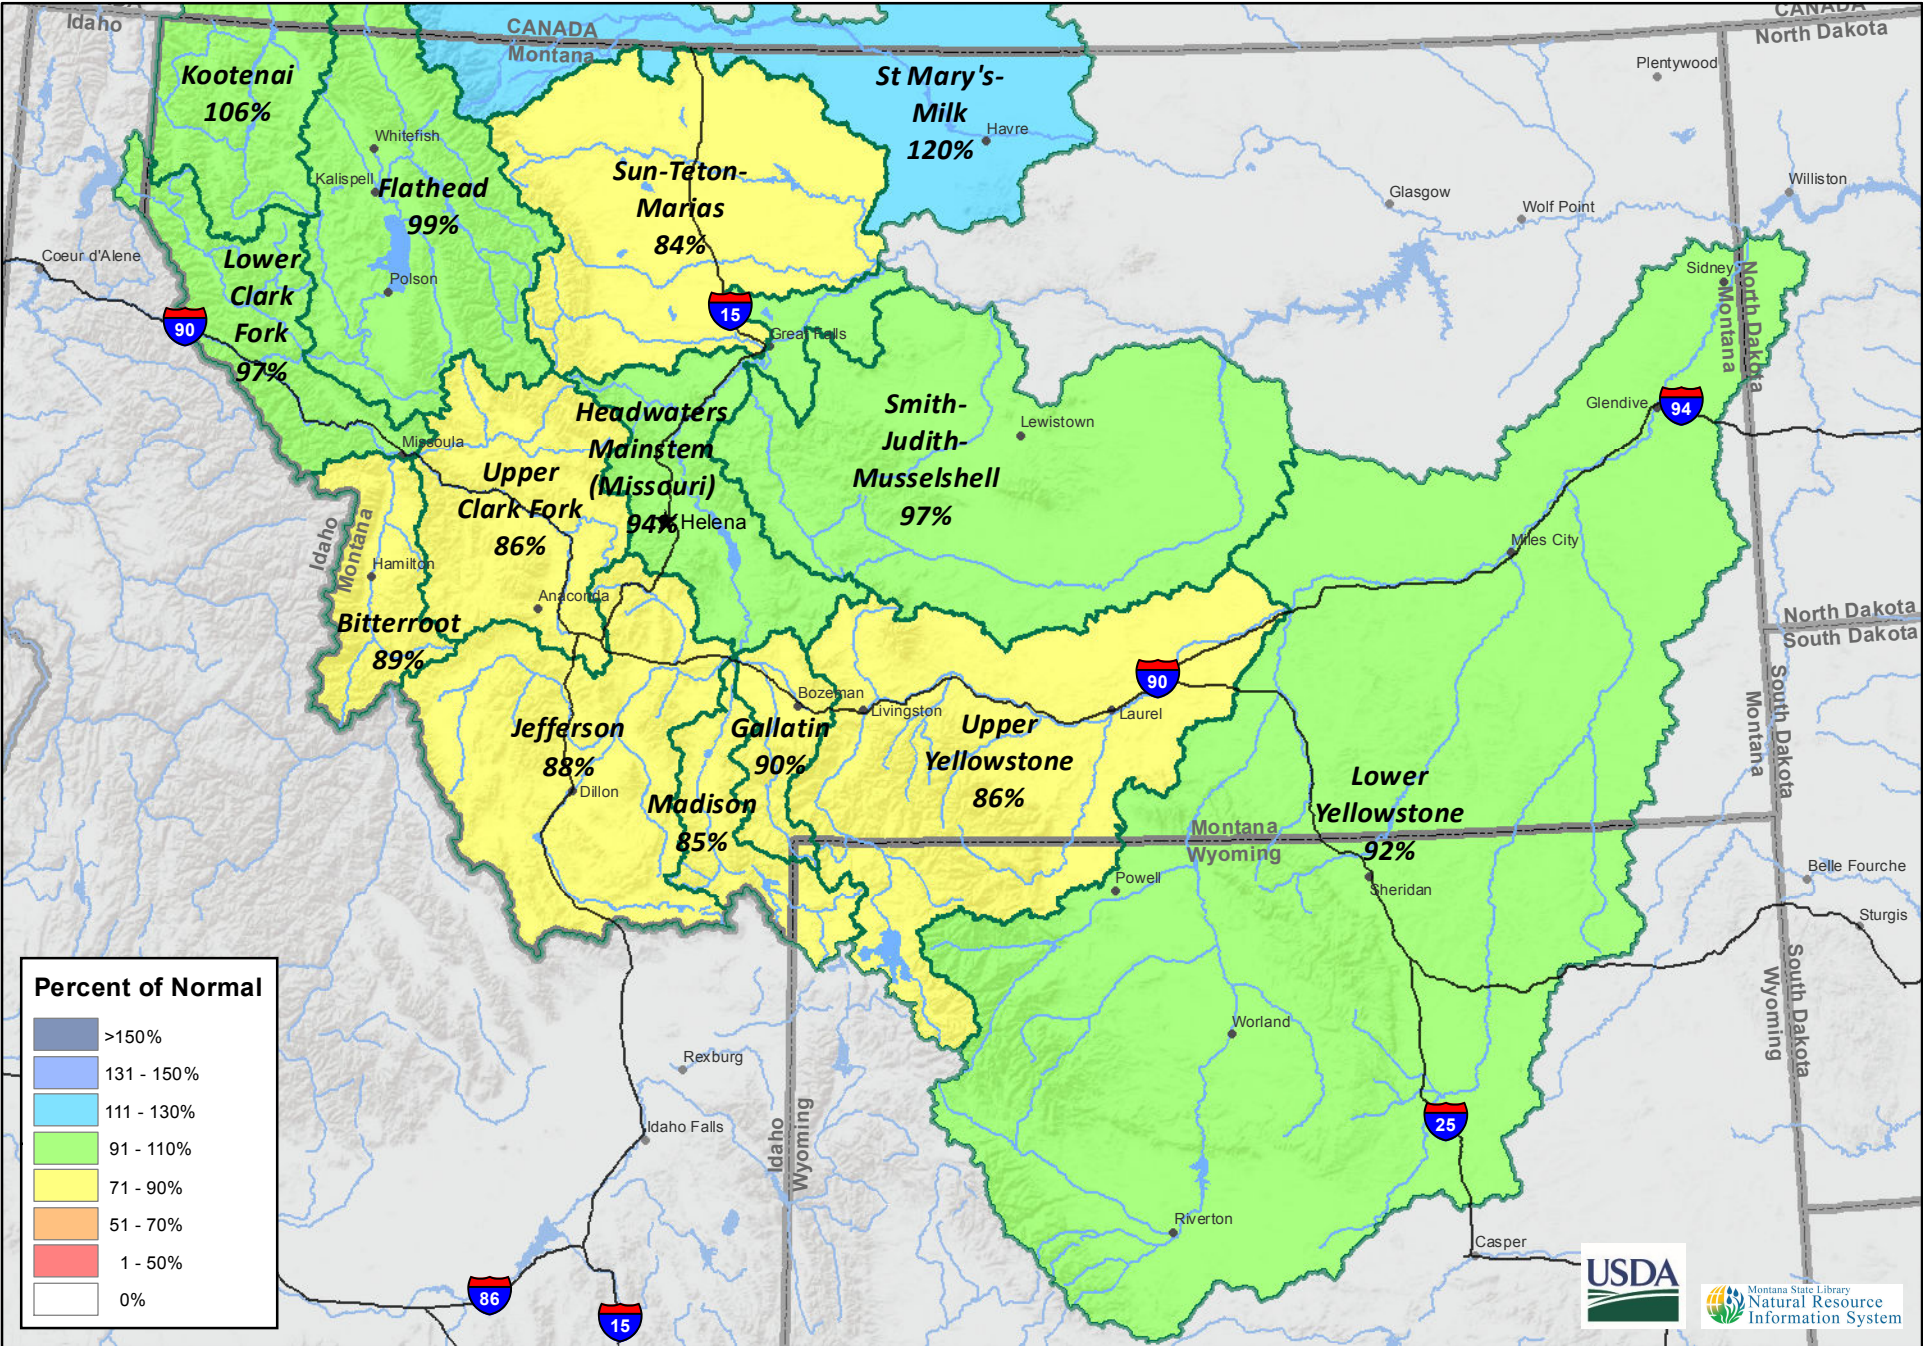 CANADA
Idaho
CANADA
Montana
CANADA
North Dakota
Kootenai
106%
St Mary's-
Milk
120%
Havre
Plentywood
Whitefish
Kalispell
Flathead
99%
Sun-Teton-
Marias
84%
Glasgow
Wolf Point
Williston
Coeur d'Alene
Lower
Clark
Fork
97%
Polson
90
15
Great Falls
Sidney
North Dakota
Montana
Glendive
94
Headwaters
Mainstem
(Missouri)
94%
Helena
Smith-
Judith-
Musselshell
97%
Lewistown
Missoula
Upper
Clark Fork
86%
Idaho
Montana
Hamilton
Anaconda
Bitterroot
89%
Miles City
North Dakota
South Dakota
South Dakota
Montana
90
Bozeman
Livingston
Laurel
Jefferson
88%
Dillon
Gallatin
90%
Madison
85%
Upper
Yellowstone
86%
Lower
Yellowstone
92%
Montana
Wyoming
Powell
Sheridan
Belle Fourche
Sturgis
South Dakota
Wyoming
Worland
Rexburg
Idaho Falls
Idaho
Wyoming
25
Riverton
Casper
86
15
Percent of Normal
>150%
131 - 150%
111 - 130%
91 - 110%
71 - 90%
51 - 70%
1 - 50%
0%
USDA
Montana State Library
Natural Resource
Information System